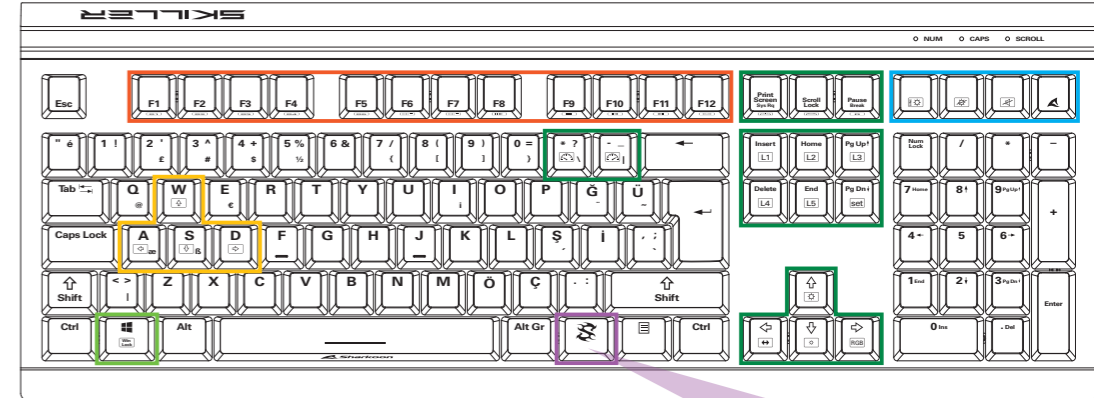 SKILLER
NUM CAPS SCROLL
Esc F1 F2 F3 F4 F5 F6 F7 F8 F9 F10 F11 F12 Print Screen Sys Rq Scroll Lock Pause Break
" é 1 ! 2 ' £ 3 ^ # 4 + $ 5 % ½ 6 & 7 / { 8 ( [ 9 ) ] 0 = } * ? \ - _ | ← Insert L1 Home L2 Pg Up↑ L3 Num Lock / * -
Tab Q @ W E € R T Y U I i O P Ğ ¨ Ü ~ Delete L4 End L5 Pg Dn↓ set 7 Home 8↑ 9 Pg Up↑ +
Caps Lock A æ S ß D F G H J K L Ş ´ İ , ; ` 4← 5 6→
⇧ Shift < > | Z X C V B N M Ö Ç . : ⇧ Shift ⇧ 1 End 2↓ 3 Pg Dn↓ Enter
Ctrl Win Lock Alt Sharkoon Alt Gr Ctrl ⇦ ↔ ⇩ ⇨ RGB 0 Ins . Del